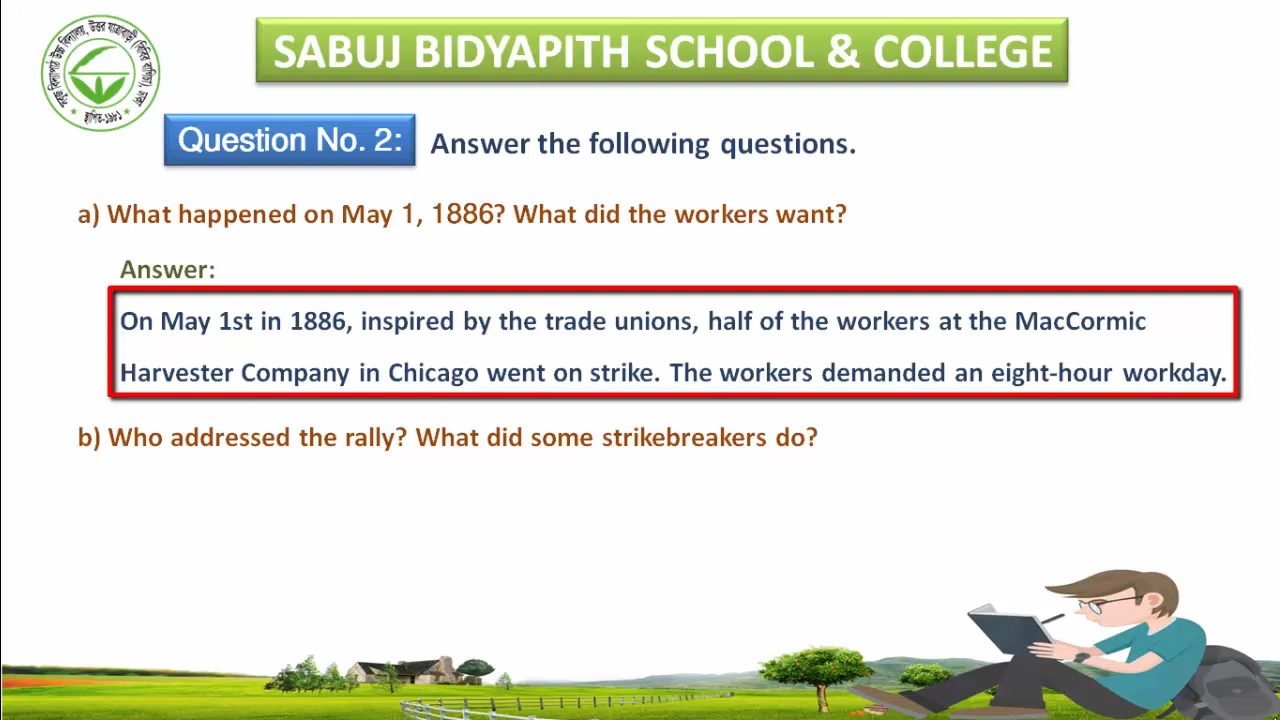 SABUJ BIDYAPITH SCHOOL & COLLEGE
স্থাপিত-১৯৮১
Question No. 2: Answer the following questions.
a) What happened on May 1, 1886? What did the workers want?
Answer:
On May 1st in 1886, inspired by the trade unions, half of the workers at the MacCormic
Harvester Company in Chicago went on strike. The workers demanded an eight-hour workday.
b) Who addressed the rally? What did some strikebreakers do?